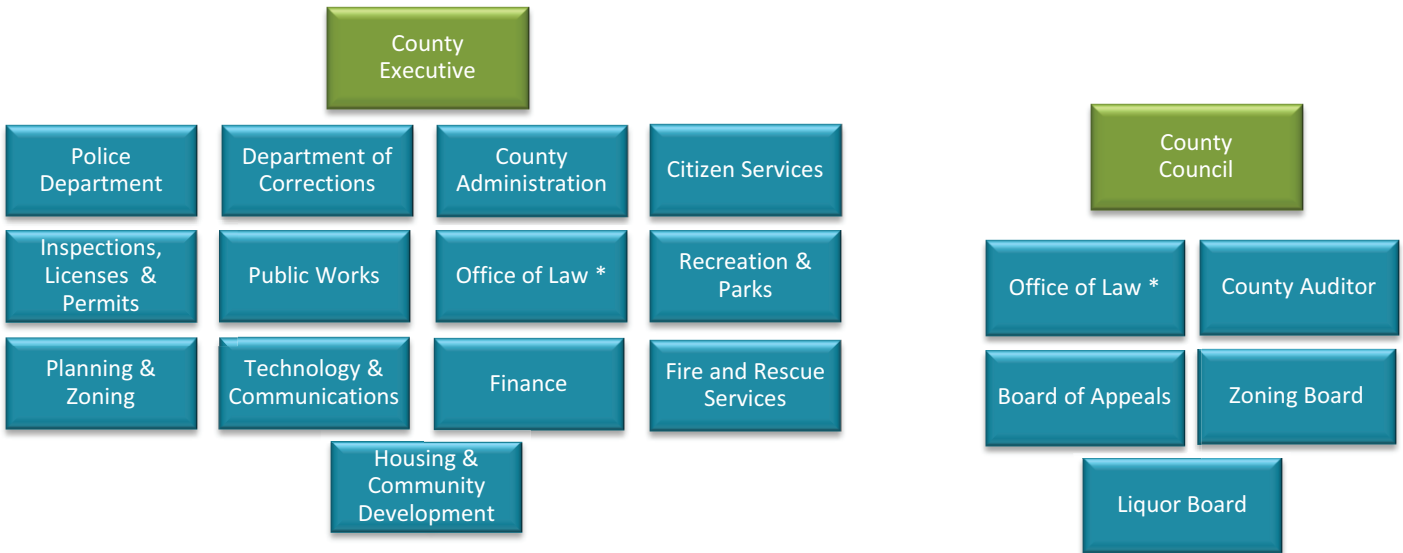 County
Executive
Police
Department
Department of
Corrections
County
Administration
Citizen Services
Inspections,
Licenses &
Permits
Public Works
Office of Law *
Recreation &
Parks
Planning &
Zoning
Technology &
Communications
Finance
Fire and Rescue
Services
Housing &
Community
Development
County
Council
Office of Law *
County Auditor
Board of Appeals
Zoning Board
Liquor Board